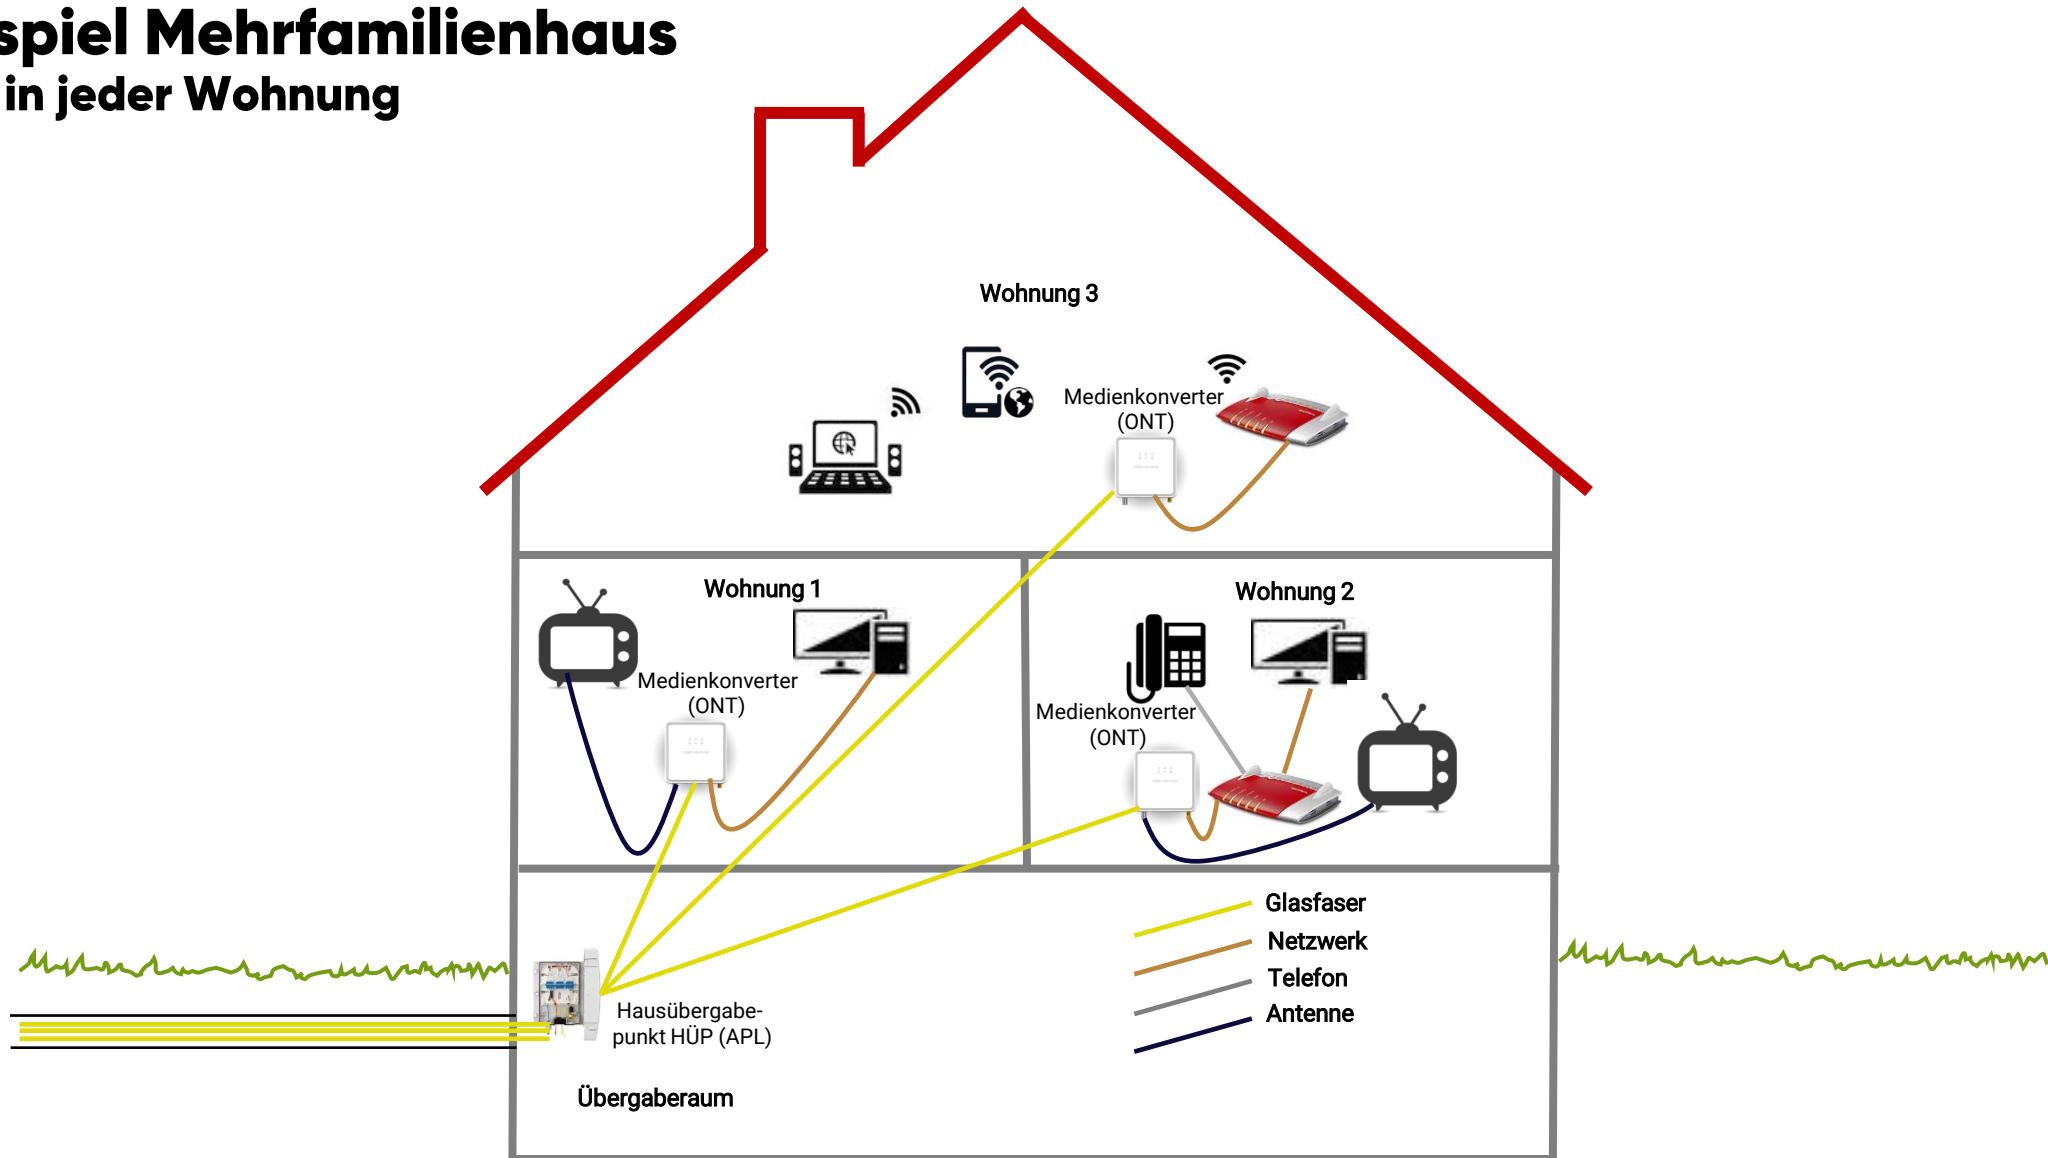 spiel Mehrfamilienhaus
in jeder Wohnung
Wohnung 3
Medienkonverter
(ONT)
Wohnung 1
Medienkonverter
(ONT)
Wohnung 2
Medienkonverter
(ONT)
Glasfaser
Netzwerk
Telefon
Antenne
Hausübergabe-
punkt HÜP (APL)
Übergaberaum